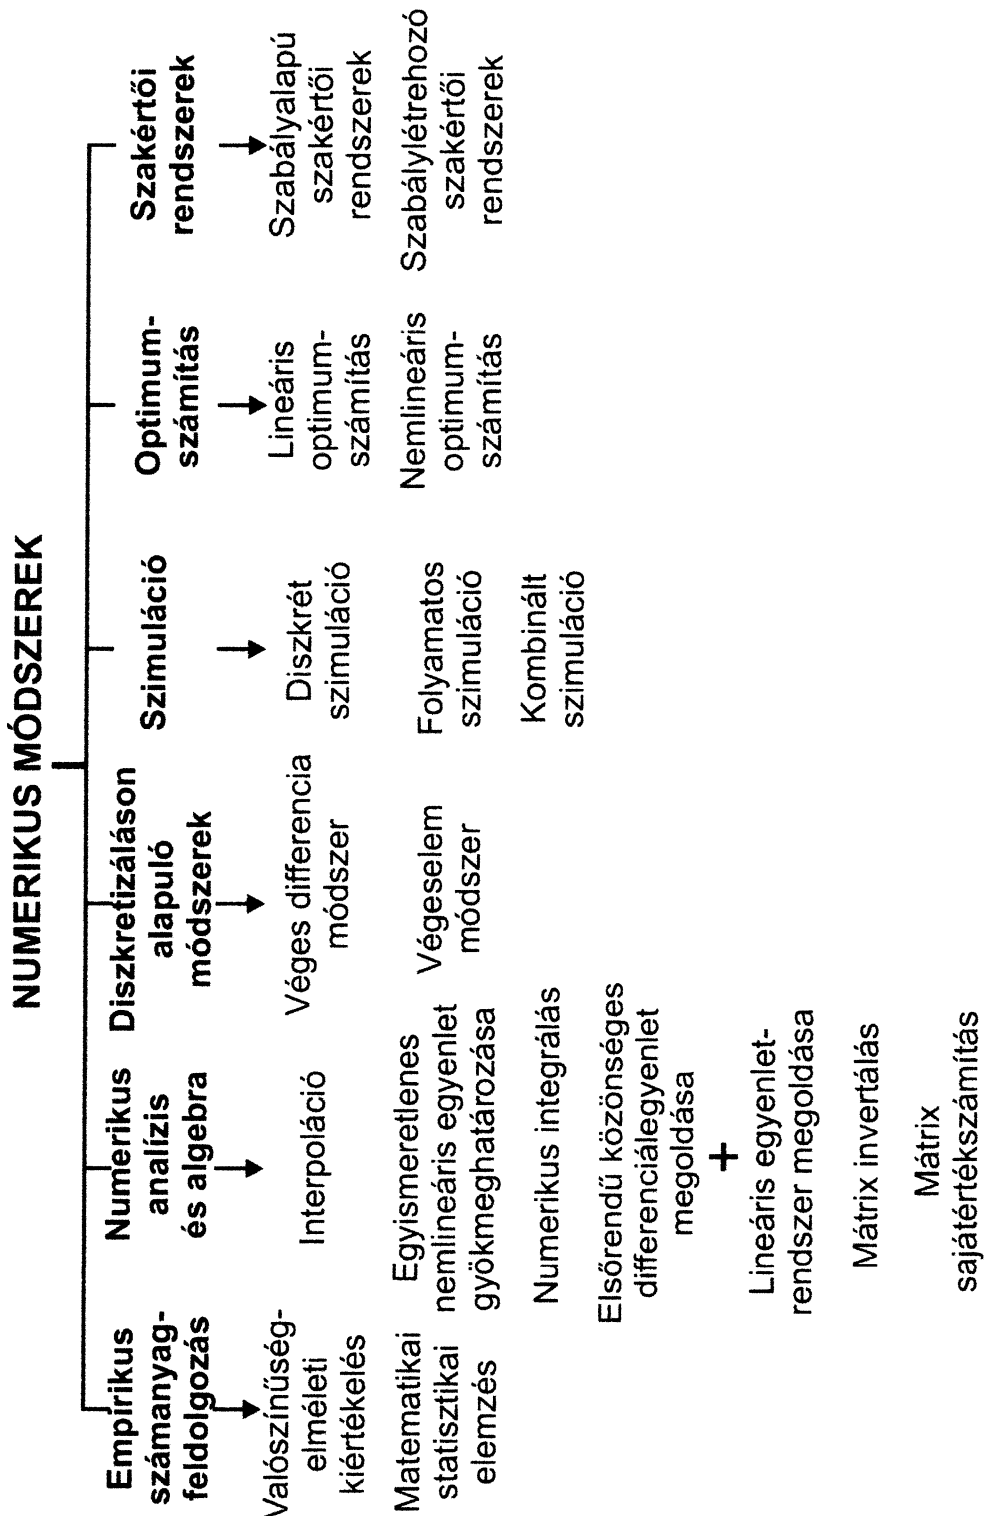 NUMERIKUS MÓDSZEREK
Empirikus
számanyag-
feldolgozás
Valószínűség-
elméleti
kiértékelés
Matematikai
statisztikai
elemzés
Numerikus
analízis
és algebra
Interpoláció
Egyismeretlenes
nemlineáris egyenlet
gyökmeghatározása
Numerikus integrálás
Elsőrendű közönséges
differenciálegyenlet
megoldása
+
Lineáris egyenlet-
rendszer megoldása
Mátrix invertálás
Mátrix
sajátértékszámítás
Diszkretizáláson
alapuló
módszerek
Véges differencia
módszer
Végeselem
módszer
Szimuláció
Diszkrét
szimuláció
Folyamatos
szimuláció
Kombinált
szimuláció
Optimum-
számítás
Lineáris
optimum-
számítás
Nemlineáris
optimum-
számítás
Szakértői
rendszerek
Szabályalapú
szakértői
rendszerek
Szabálylétrehozó
szakértői
rendszerek